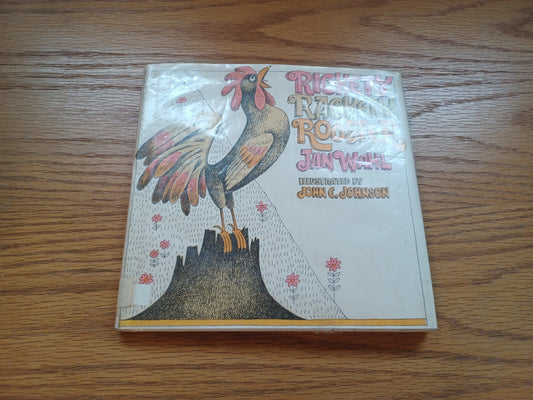 RICKETY
RACKETY
ROOSTER
JAN WAHL
ILLUSTRATED BY
JOHN E. JOHNSON